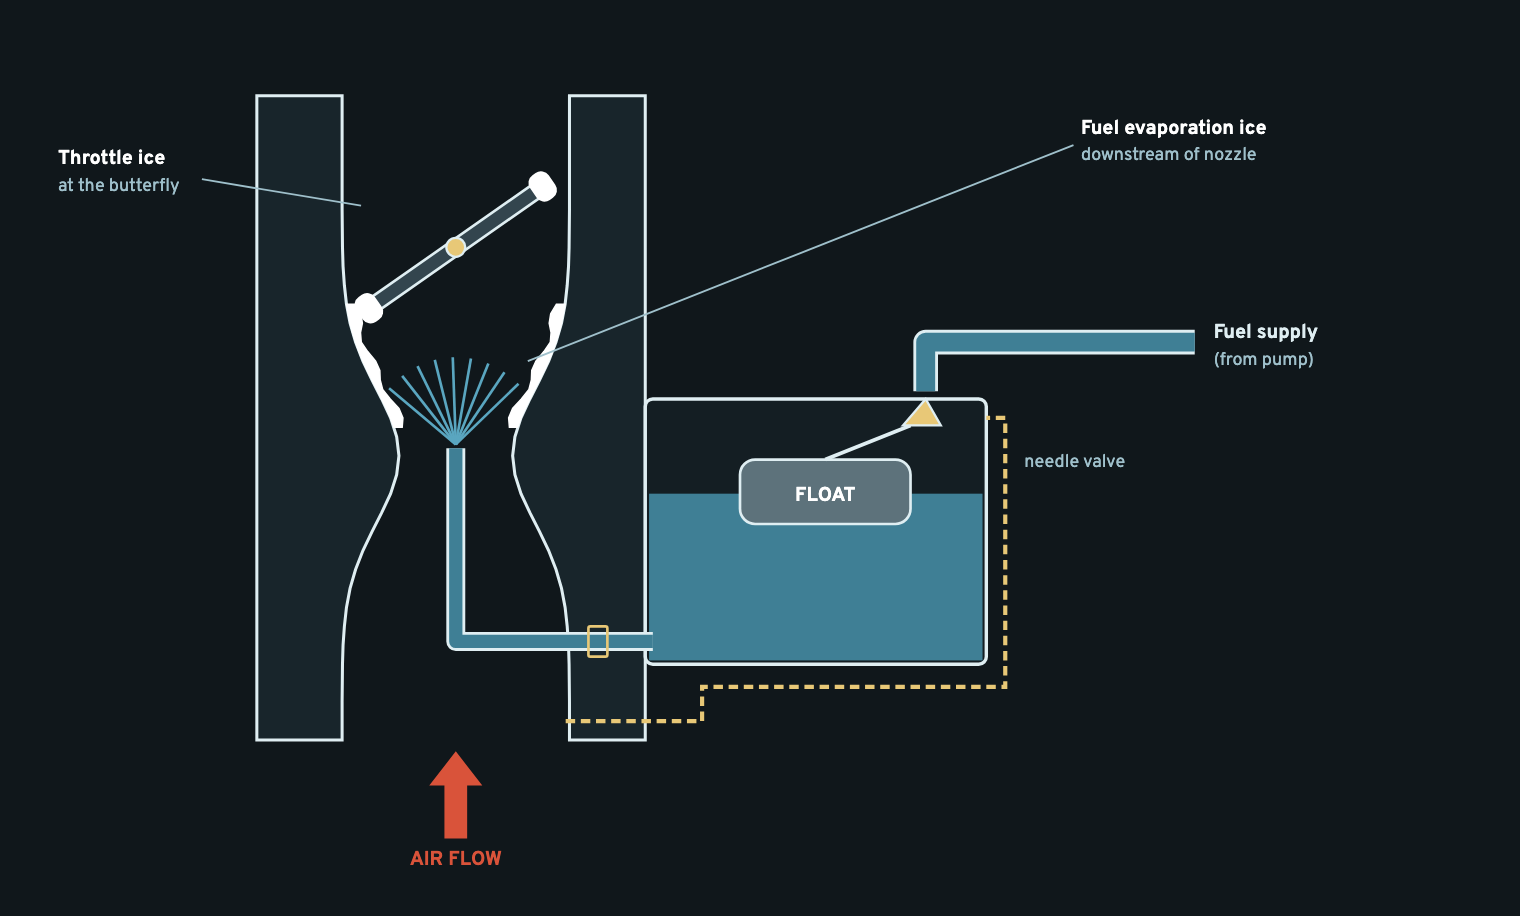 Throttle ice
at the butterfly
Fuel evaporation ice
downstream of nozzle
Fuel supply
(from pump)
needle valve
FLOAT
AIR FLOW